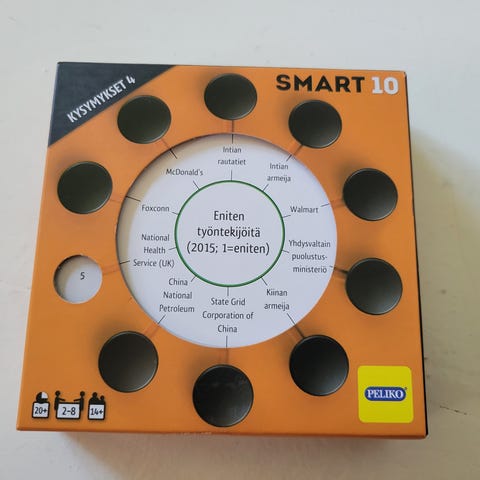 KYSYMYKSET 4
SMART 10
Intian
rautatiet
Intian
armeija
Walmart
Yhdysvaltain
puolustus-
ministeriö
Kiinan
armeija
State Grid
Corporation of
China
China
National
Petroleum
National
Health
Service (UK)
Foxconn
McDonald's
Eniten
työntekijöitä
(2015; 1=eniten)
5
20+
2-8
14+
PELIKO